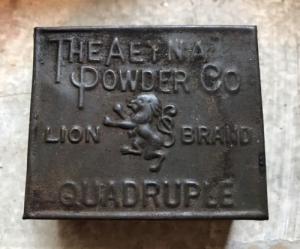 THE AETNA
POWDER CO
LION BRAND
QUADRUPLE